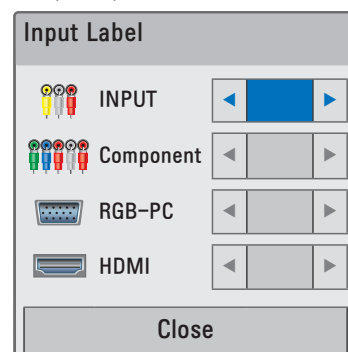 Input Label
INPUT
Component
RGB-PC
HDMI
Close